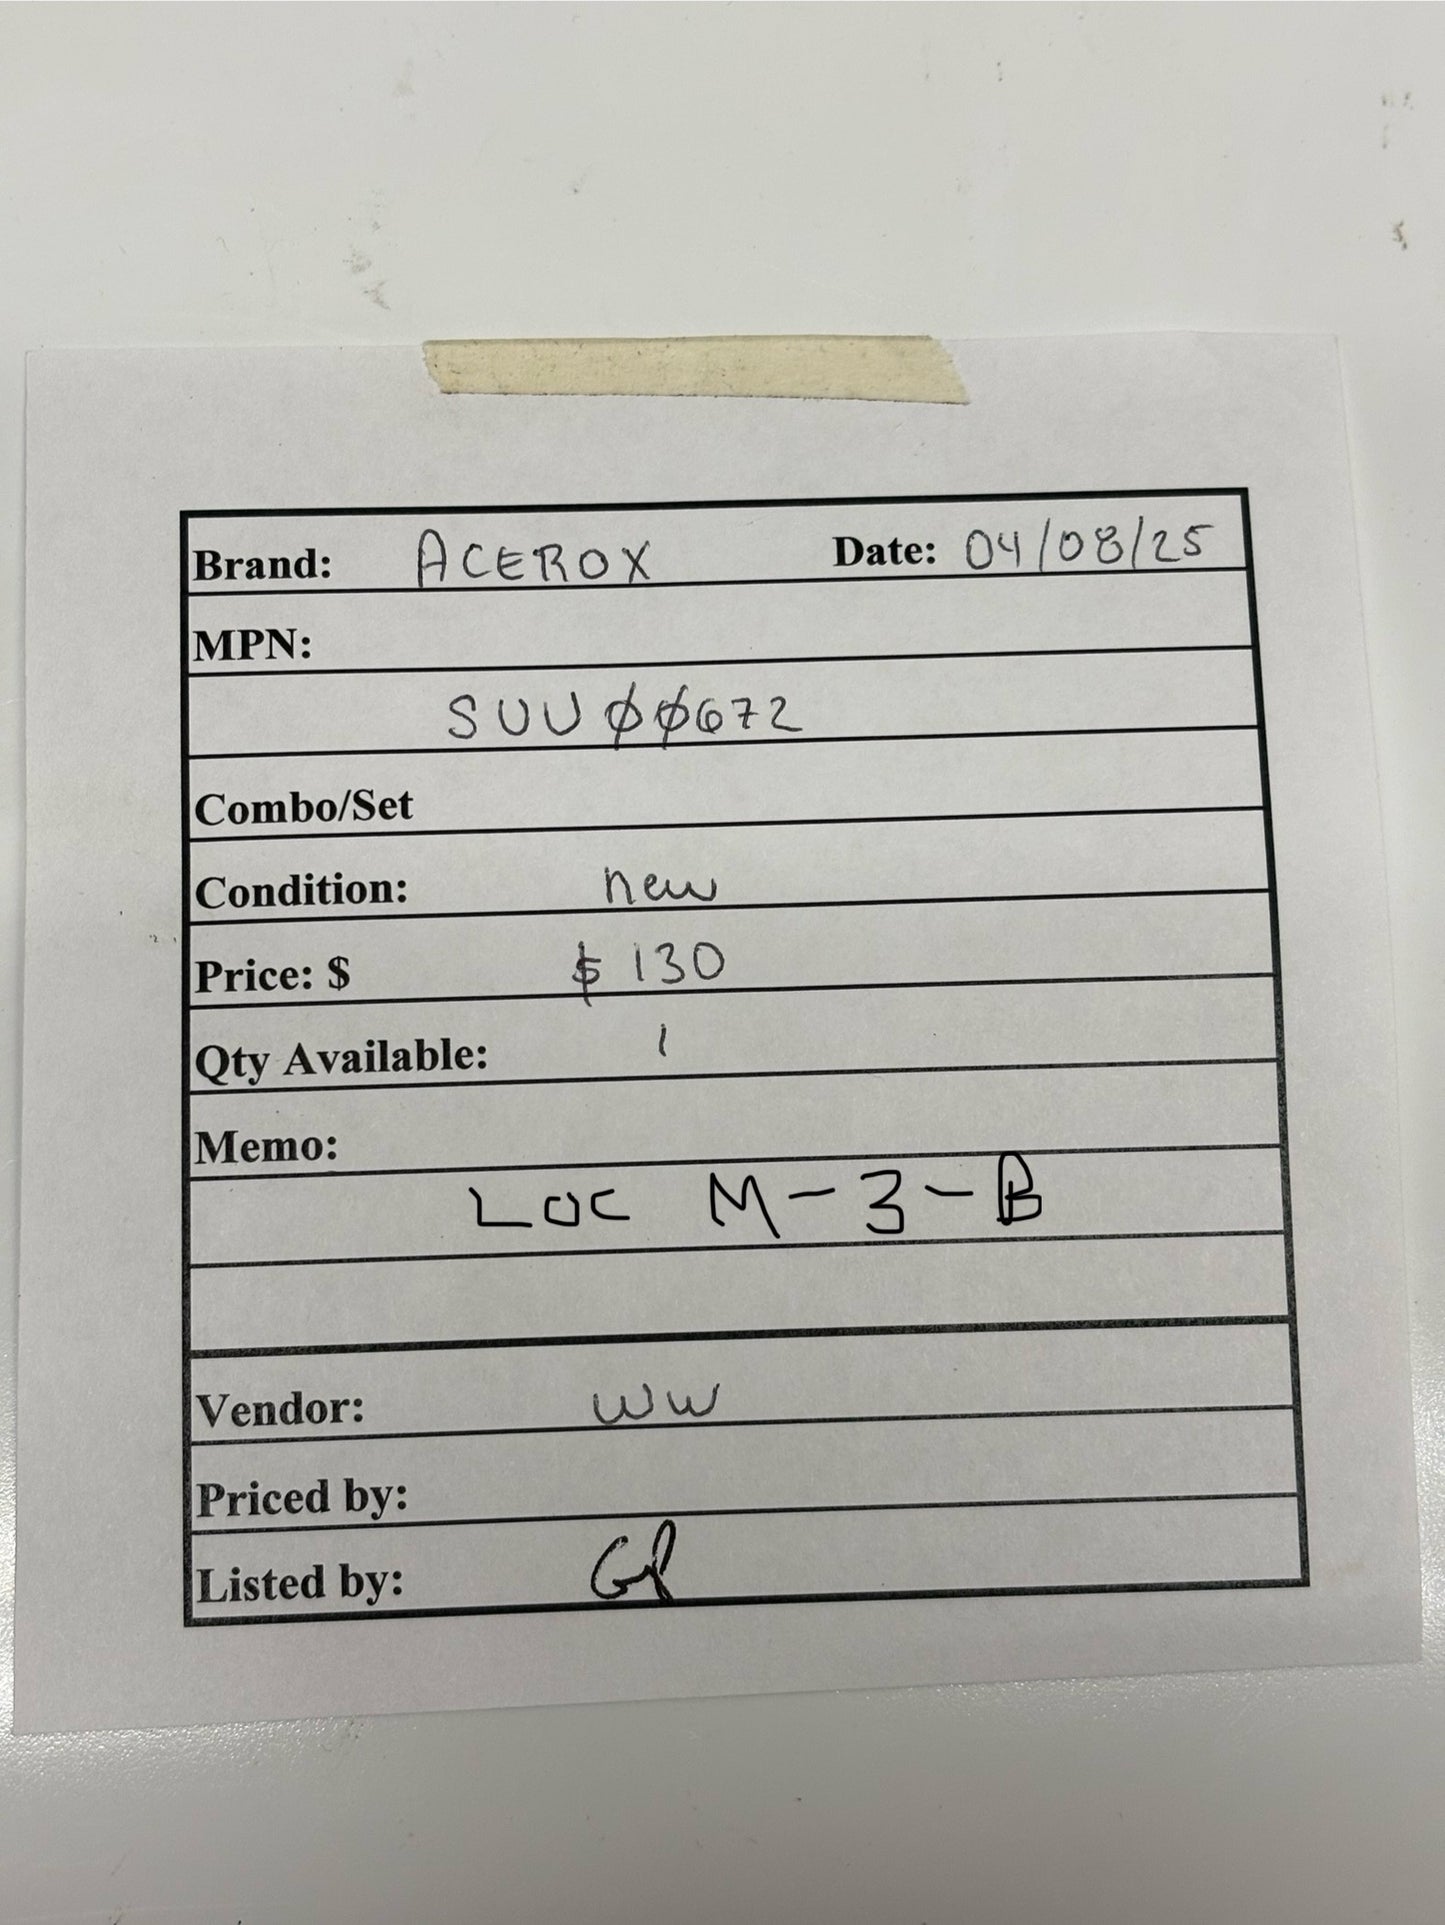 Brand: ACEROX Date: 04/08/25
MPN:
SUU00672
Combo/Set
Condition: new
Price: $ $ 130
Qty Available: 1
Memo:
LOC M-3-B
Vendor: WW
Priced by:
Listed by: GP